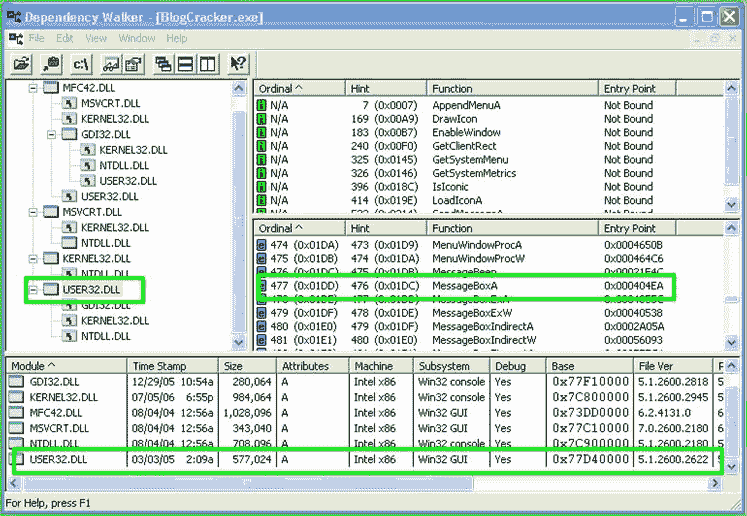 Dependency Walker - [BlogCracker.exe]
File Edit View Window Help
c:\
MFC42.DLL
MSVCRT.DLL
KERNEL32.DLL
GDI32.DLL
KERNEL32.DLL
NTDLL.DLL
USER32.DLL
USER32.DLL
MSVCRT.DLL
KERNEL32.DLL
NTDLL.DLL
KERNEL32.DLL
NTDLL.DLL
USER32.DLL
GDI32.DLL
KERNEL32.DLL
NTDLL.DLL
Ordinal ^ Hint Function Entry Point
N/A 7 (0x0007) AppendMenuA Not Bound
N/A 169 (0x00A9) DrawIcon Not Bound
N/A 183 (0x00B7) EnableWindow Not Bound
N/A 240 (0x00F0) GetClientRect Not Bound
N/A 325 (0x0145) GetSystemMenu Not Bound
N/A 326 (0x0146) GetSystemMetrics Not Bound
N/A 396 (0x018C) IsIconic Not Bound
N/A 414 (0x019E) LoadIconA Not Bound
Ordinal ^ Hint Function Entry Point
474 (0x01DA) 473 (0x01D9) MenuWindowProcA 0x0004650B
475 (0x01DB) 474 (0x01DA) MenuWindowProcW 0x000464C6
476 (0x01DC) 475 (0x01DB) MessageBeep
477 (0x01DD) 476 (0x01DC) MessageBoxA 0x000404EA
MessageBoxExA
479 (0x01DF) 478 (0x01DE) MessageBoxExW 0x00040538
480 (0x01E0) 479 (0x01DF) MessageBoxIndirectA 0x0002A05A
481 (0x01E1) 480 (0x01E0) MessageBoxIndirectW 0x00056093
Module ^ Time Stamp Size Attributes Machine Subsystem Debug Base File Ver
GDI32.DLL 12/29/05 10:54a 280,064 A Intel x86 Win32 console Yes 0x77F10000 5.1.2600.2818
KERNEL32.DLL 07/05/06 6:55p 984,064 A Intel x86 Win32 console Yes 0x7C800000 5.1.2600.2945
MFC42.DLL 08/04/04 12:56a 1,028,096 A Intel x86 Win32 GUI Yes 0x73DD0000 6.2.4131.0
MSVCRT.DLL 08/04/04 12:56a 343,040 A Intel x86 Win32 GUI Yes 0x77C10000 7.0.2600.2180
NTDLL.DLL 08/04/04 12:56a 708,096 A Intel x86 Win32 console Yes 0x7C900000 5.1.2600.2180
USER32.DLL 03/03/05 2:09a 577,024 A Intel x86 Win32 GUI Yes 0x77D40000 5.1.2600.2622
For Help, press F1